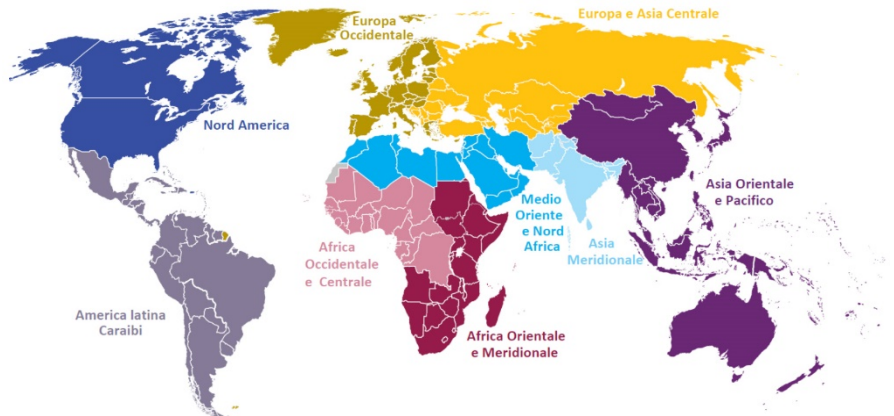 Europa
Occidentale
Europa e Asia Centrale
Nord America
Medio
Oriente
e Nord
Africa
Asia
Meridionale
Asia Orientale
e Pacifico
Africa
Occidentale
e Centrale
America latina
Caraibi
Africa Orientale
e Meridionale